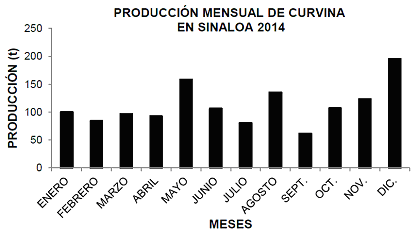 PRODUCCIÓN MENSUAL DE CURVINA
EN SINALOA 2014
PRODUCCIÓN (t)
250
200
150
100
50
0
ENERO
FEBRERO
MARZO
ABRIL
MAYO
JUNIO
JULIO
AGOSTO
SEPT.
OCT.
NOV.
DIC.
MESES